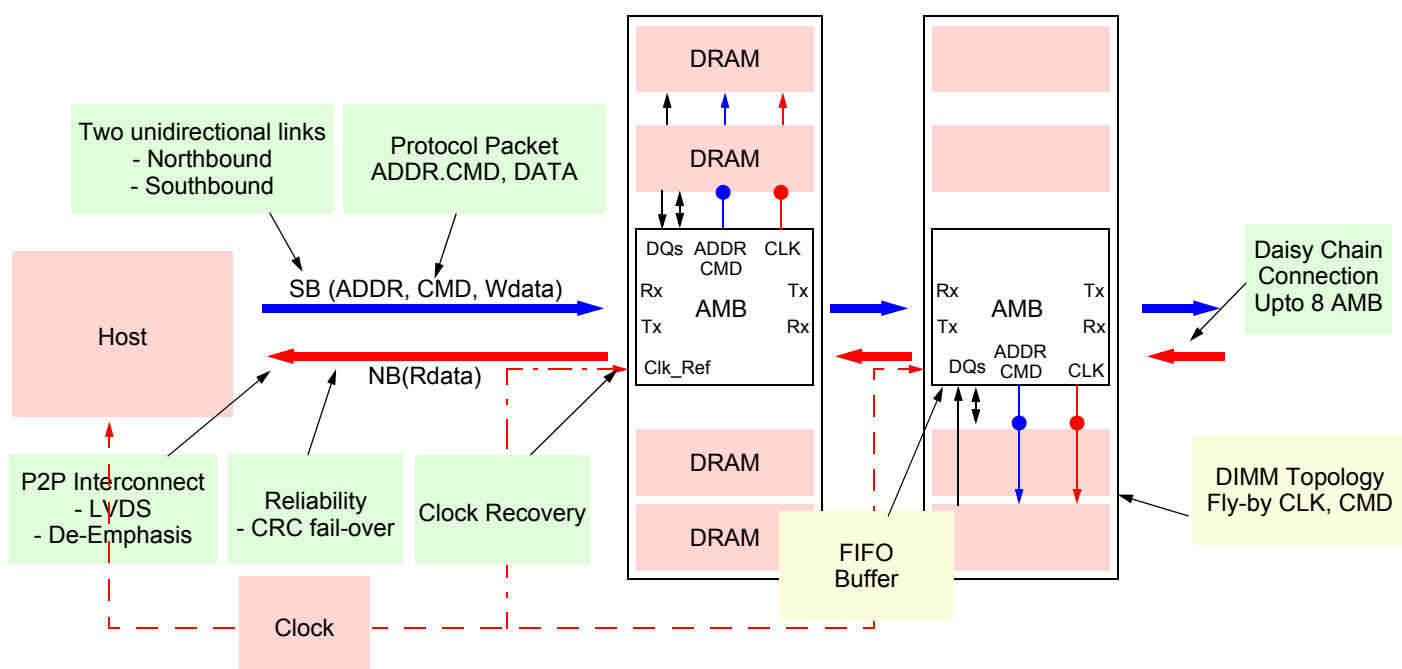 DRAM
DRAM
Two unidirectional links
- Northbound
- Southbound
Protocol Packet
ADDR.CMD, DATA
Host
SB (ADDR, CMD, Wdata)
NB(Rdata)
DQs ADDR CLK
CMD
Rx Tx
AMB
Tx Rx
Clk_Ref
Rx Tx
AMB
Tx Rx
ADDR
DQs CMD CLK
Daisy Chain
Connection
Upto 8 AMB
P2P Interconnect
- LVDS
- De-Emphasis
Reliability
- CRC fail-over
Clock Recovery
DRAM
DRAM
FIFO
Buffer
DIMM Topology
Fly-by CLK, CMD
Clock